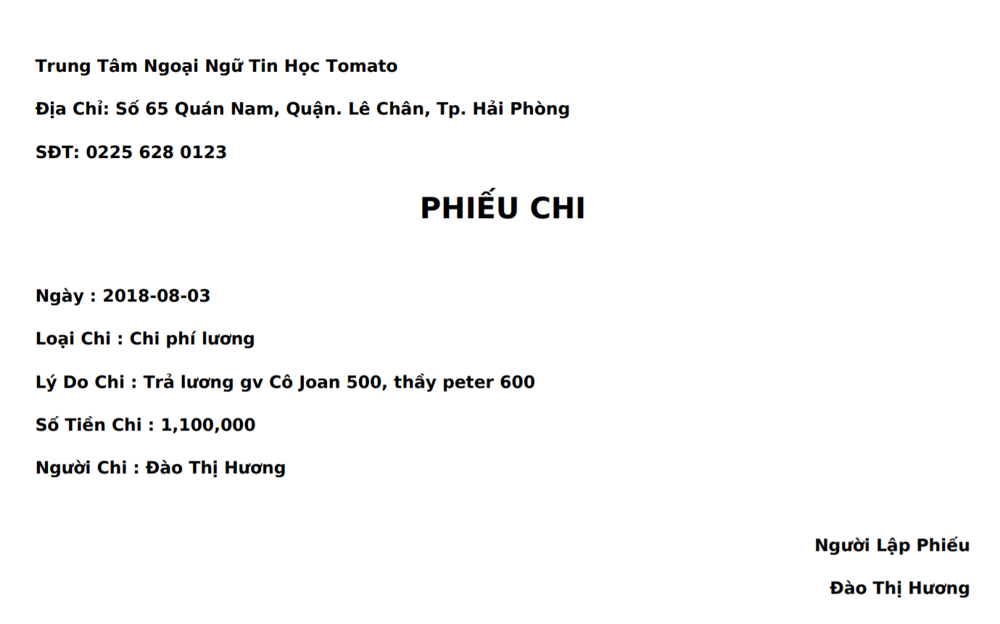 Trung Tâm Ngoại Ngữ Tin Học Tomato
Địa Chỉ: Số 65 Quán Nam, Quận. Lê Chân, Tp. Hải Phòng
SĐT: 0225 628 0123
PHIẾU CHI
Ngày : 2018-08-03
Loại Chi : Chi phí lương
Lý Do Chi : Trả lương gv Cô Joan 500, thầy peter 600
Số Tiền Chi : 1,100,000
Người Chi : Đào Thị Hương
Người Lập Phiếu
Đào Thị Hương